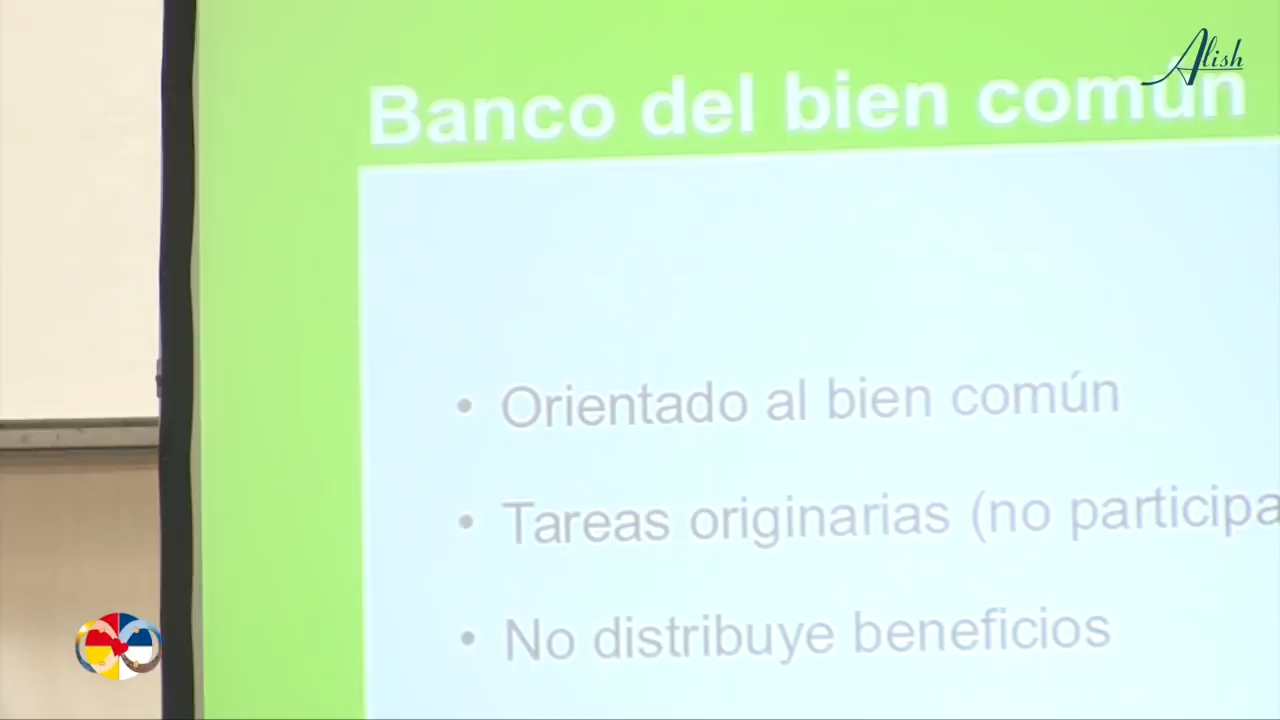 Alish
Banco del bien común
• Orientado al bien común
• Tareas originarias (no participa
• No distribuye beneficios